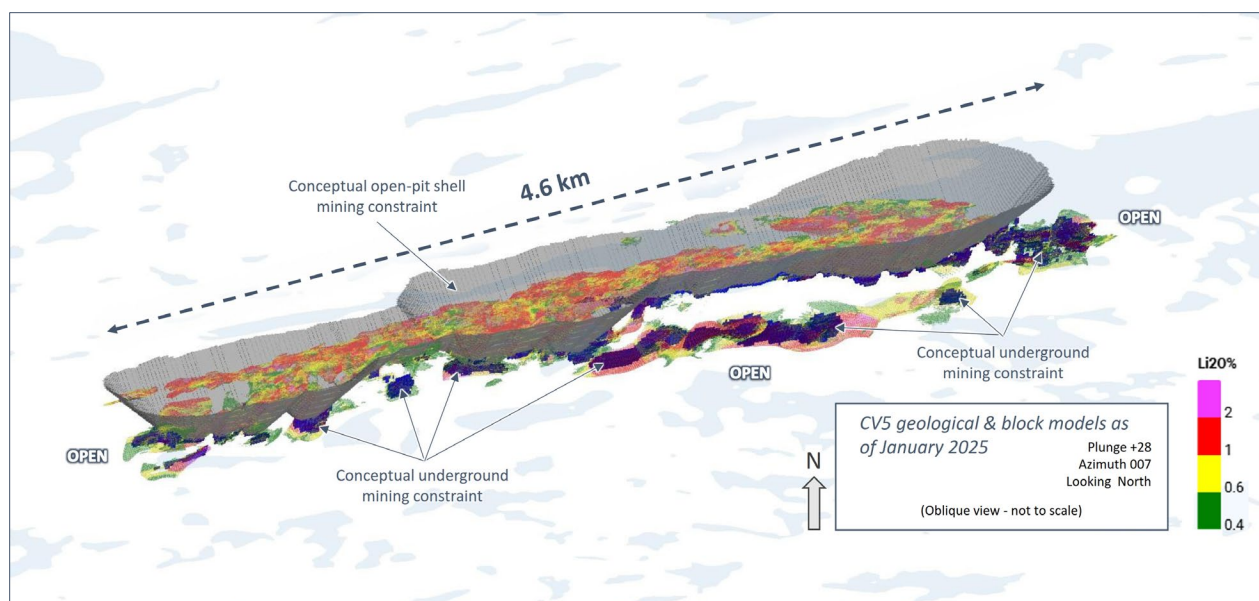 4.6 km
Conceptual open-pit shell
mining constraint
OPEN
Conceptual underground
mining constraint
OPEN
OPEN
Conceptual underground
mining constraint
Li20%
2
1
0.6
0.4
N
CV5 geological & block models as
of January 2025
Plunge +28
Azimuth 007
Looking North
(Oblique view - not to scale)